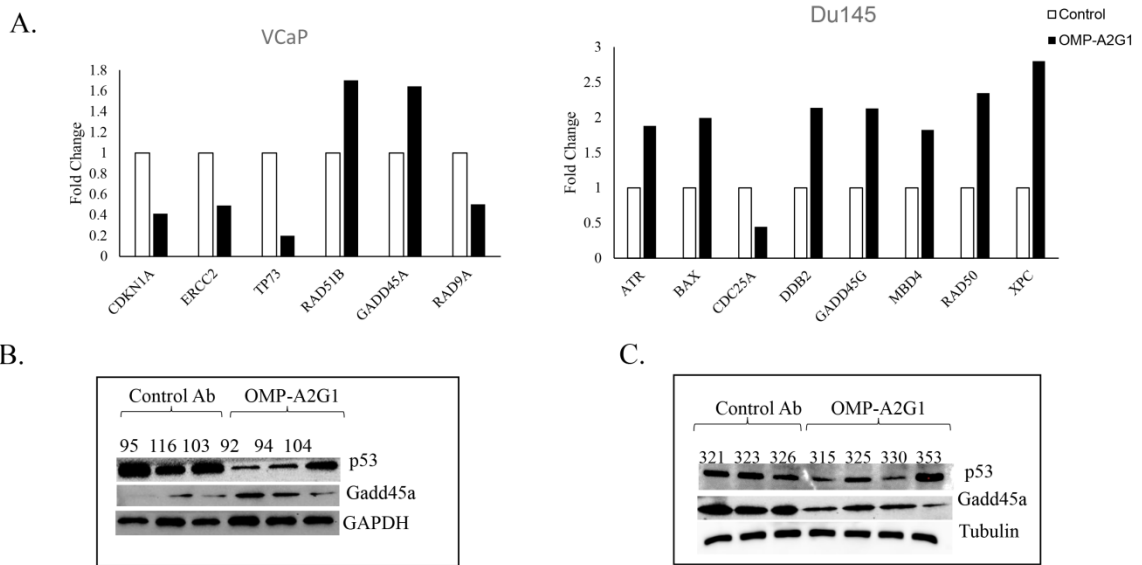 A.
VCaP
Fold Change
1.8
1.6
1.4
1.2
1
0.8
0.6
0.4
0.2
0
CDKN1A
ERCC2
TP73
RAD51B
GADD45A
RAD9A
Du145
Control
OMP-A2G1
Fold Change
3
2.5
2
1.5
1
0.5
0
ATR
BAX
CDC25A
DDB2
GADD45G
MBD4
RAD50
XPC
B.
Control Ab OMP-A2G1
95 116 103 92 94 104
p53
Gadd45a
GAPDH
C.
Control Ab OMP-A2G1
321 323 326 315 325 330 353
p53
Gadd45a
Tubulin